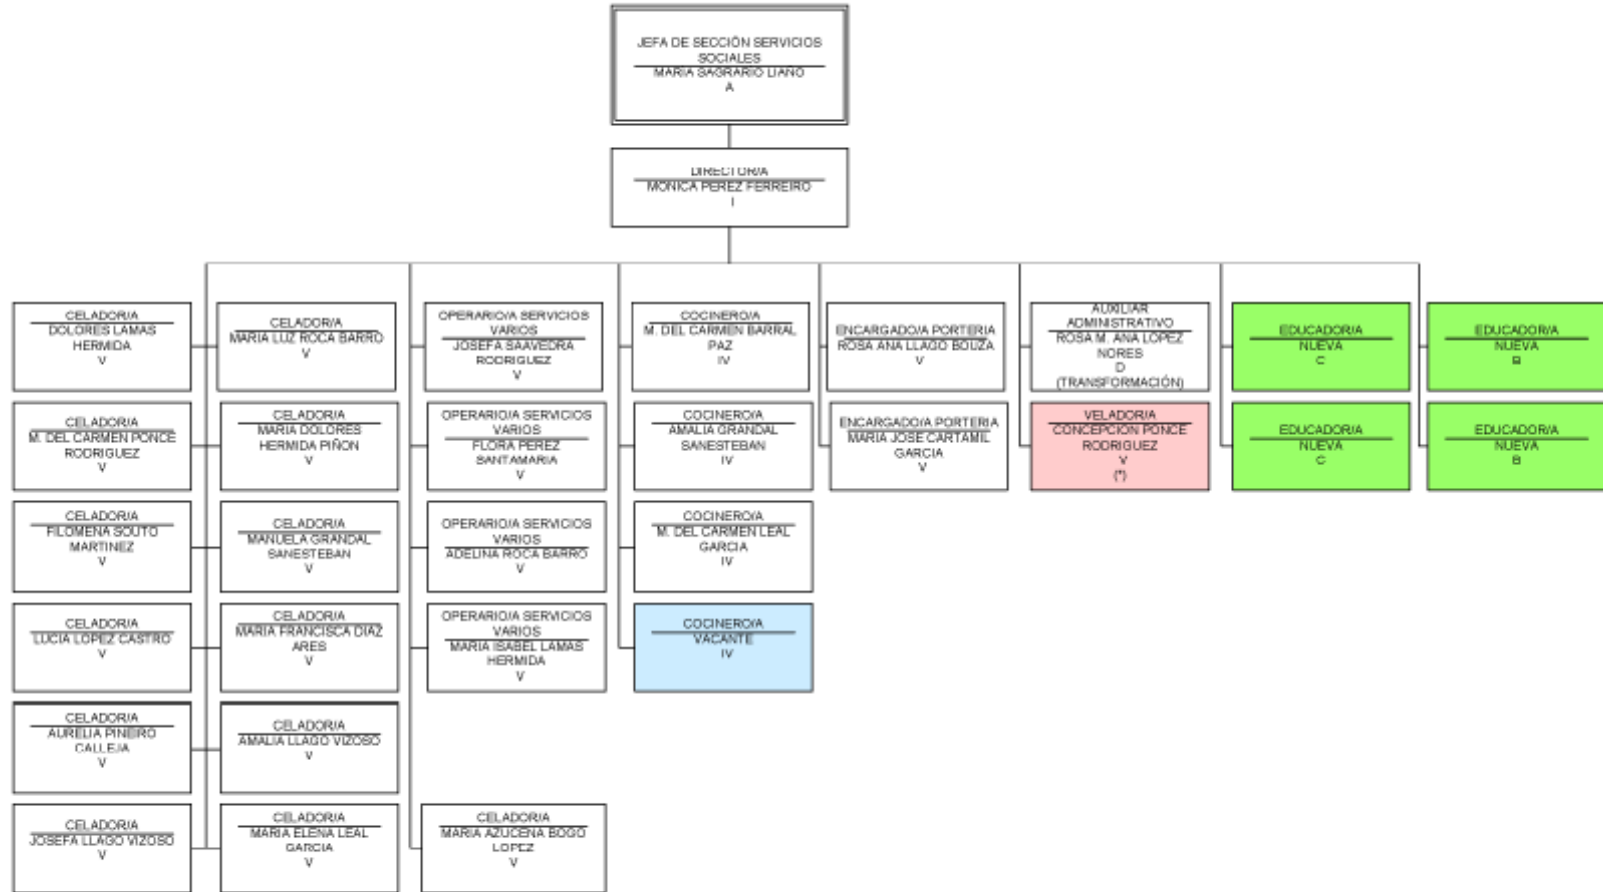 JEFA DE SECCIÓN SERVICIOS
SOCIALES
MARIA SAGRARIO LIAÑO
A
DIRECTOR/A
MONICA PEREZ FERREIRO
I
CELADOR/A
DOLORES LAMAS
HERMIDA
V
CELADOR/A
MARIA LUZ ROCA BARRO
V
OPERARIO/A SERVICIOS
VARIOS
JOSEFA SAAVEDRA
RODRIGUEZ
V
COCINERO/A
M. DEL CARMEN BARRAL
PAZ
IV
ENCARGADO/A PORTERIA
ROSA ANA LLAGO BOUZA
V
AUXILIAR
ADMINISTRATIVO
ROSA M. ANA LOPEZ
NORES
D
(TRANSFORMACIÓN)
EDUCADOR/A
NUEVA
C
EDUCADOR/A
NUEVA
B
CELADOR/A
M. DEL CARMEN PONCE
RODRIGUEZ
V
CELADOR/A
MARIA DOLORES
HERMIDA PIÑON
V
OPERARIO/A SERVICIOS
VARIOS
FLORA PEREZ
SANTAMARIA
V
COCINERO/A
AMALIA GRANDAL
SANESTEBAN
IV
ENCARGADO/A PORTERIA
MARIA JOSE CARTAMIL
GARCIA
V
VELADOR/A
CONCEPCION PONCE
RODRIGUEZ
V
(*)
EDUCADOR/A
NUEVA
C
EDUCADOR/A
NUEVA
B
CELADOR/A
FILOMENA SOUTO
MARTINEZ
V
CELADOR/A
MANUELA GRANDAL
SANESTEBAN
V
OPERARIO/A SERVICIOS
VARIOS
ADELINA ROCA BARRO
V
COCINERO/A
M. DEL CARMEN LEAL
GARCIA
IV
CELADOR/A
LUCIA LOPEZ CASTRO
V
CELADOR/A
MARIA FRANCISCA DIAZ
ARES
V
OPERARIO/A SERVICIOS
VARIOS
MARIA ISABEL LAMAS
HERMIDA
V
COCINERO/A
VACANTE
IV
CELADOR/A
AURELIA PIÑEIRO
CALLEJA
V
CELADOR/A
AMALIA LLAGO VIZOSO
V
CELADOR/A
JOSEFA LLAGO VIZOSO
V
CELADOR/A
MARIA ELENA LEAL
GARCIA
V
CELADOR/A
MARIA AZUCENA BOGO
LOPEZ
V